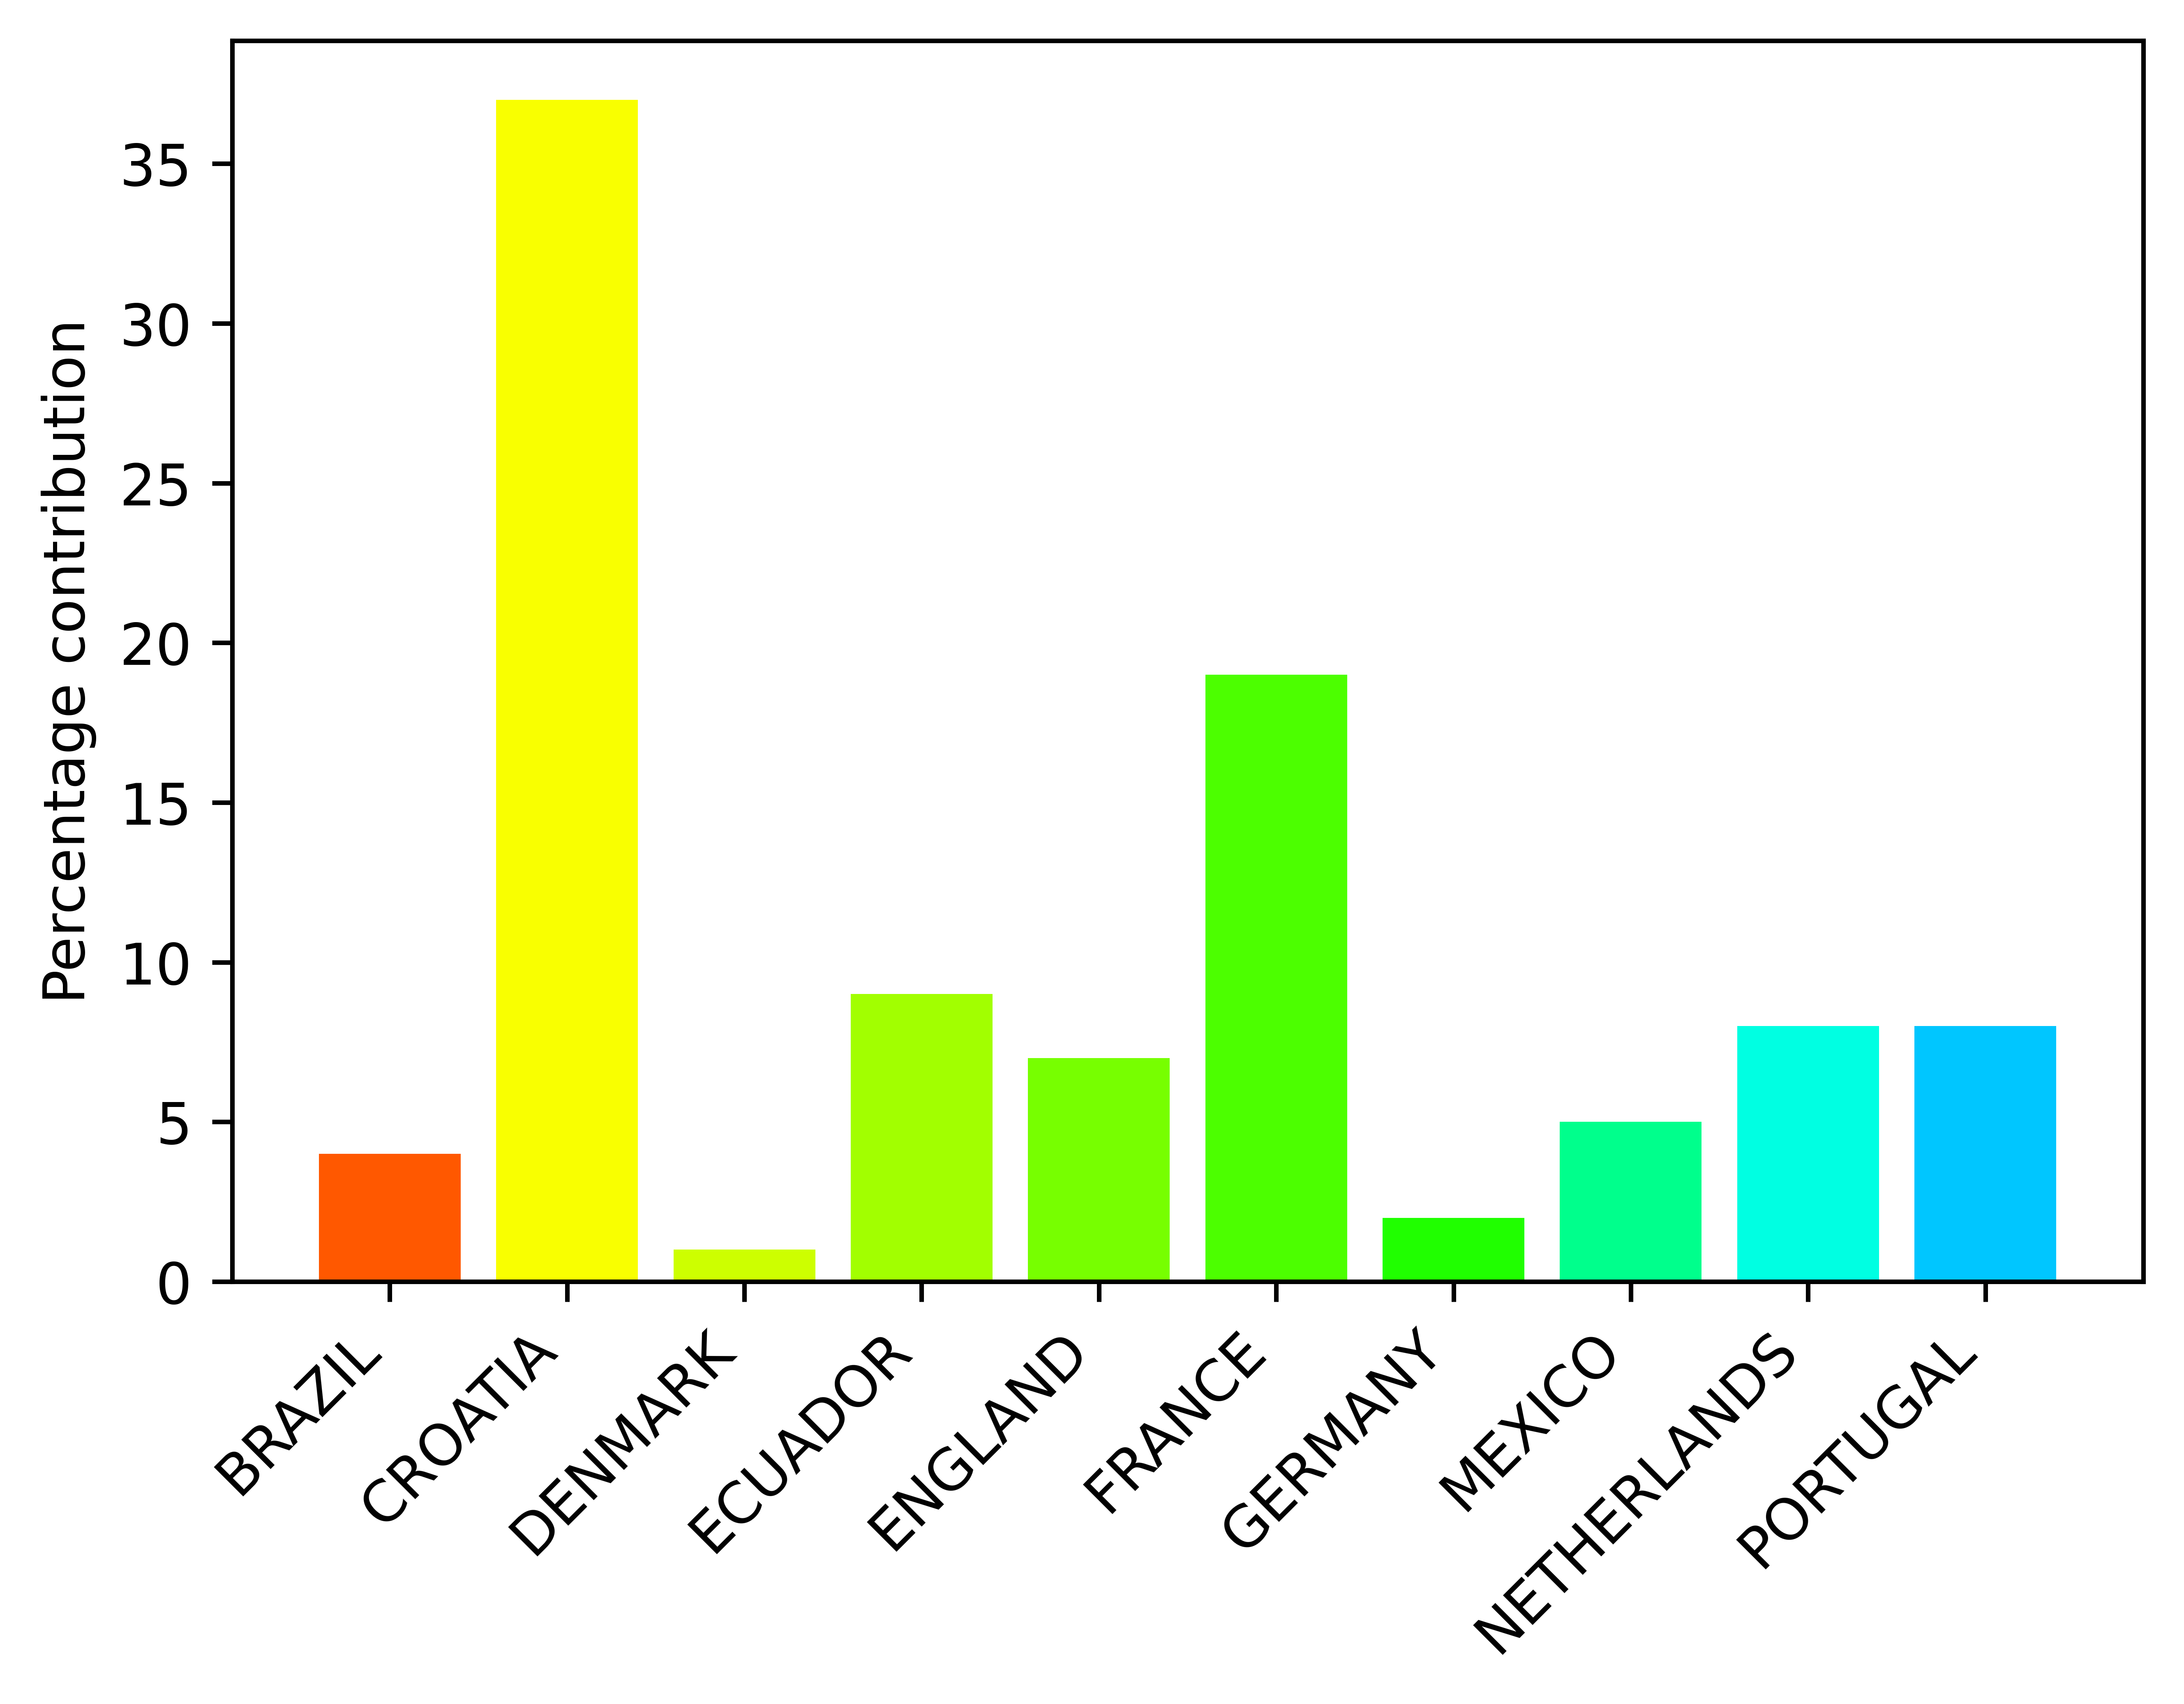 Percentage contribution
35
30
25
20
15
10
5
0
BRAZIL
CROATIA
DENMARK
ECUADOR
ENGLAND
FRANCE
GERMANY
MEXICO
NETHERLANDS
PORTUGAL